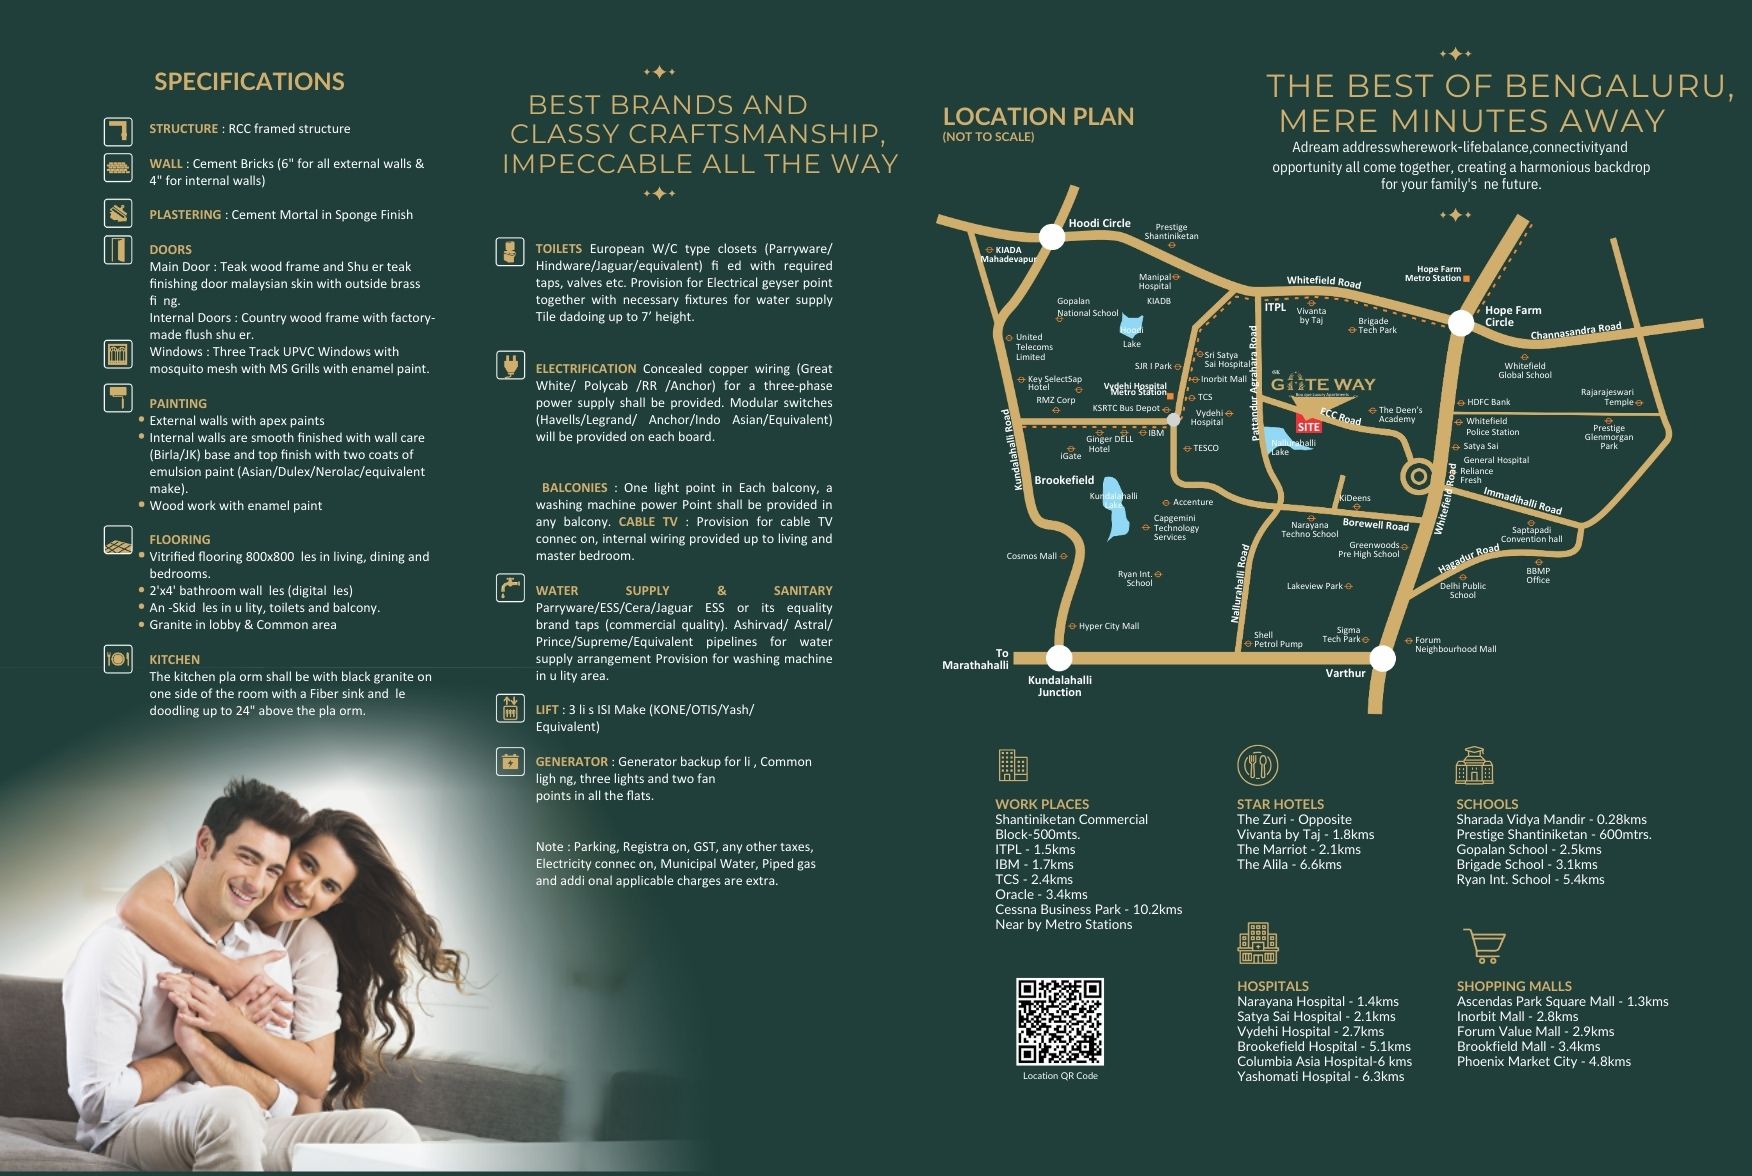 SPECIFICATIONS
STRUCTURE : RCC framed structure
WALL : Cement Bricks (6" for all external walls &
4" for internal walls)
PLASTERING : Cement Mortal in Sponge Finish
DOORS
Main Door : Teak wood frame and Shu er teak
finishing door malaysian skin with outside brass
fi ng.
Internal Doors : Country wood frame with factory-
made flush shu er.
Windows : Three Track UPVC Windows with
mosquito mesh with MS Grills with enamel paint.
PAINTING
External walls with apex paints
Internal walls are smooth finished with wall care
(Birla/JK) base and top finish with two coats of
emulsion paint (Asian/Dulex/Nerolac/equivalent
make).
Wood work with enamel paint
FLOORING
Vitrified flooring 800x800 les in living, dining and
bedrooms.
2'x4' bathroom wall les (digital les)
An -Skid les in u lity, toilets and balcony.
Granite in lobby & Common area
KITCHEN
The kitchen pla orm shall be with black granite on
one side of the room with a Fiber sink and le
doodling up to 24" above the pla orm.
BEST BRANDS AND
CLASSY CRAFTSMANSHIP,
IMPECCABLE ALL THE WAY
TOILETS European W/C type closets (Parryware/
Hindware/Jaguar/equivalent) fi ed with required
taps, valves etc. Provision for Electrical geyser point
together with necessary fixtures for water supply
Tile dadoing up to 7’ height.
ELECTRIFICATION Concealed copper wiring (Great
White/ Polycab /RR /Anchor) for a three-phase
power supply shall be provided. Modular switches
(Havells/Legrand/ Anchor/Indo Asian/Equivalent)
will be provided on each board.
BALCONIES : One light point in Each balcony, a
washing machine power Point shall be provided in
any balcony. CABLE TV : Provision for cable TV
connec on, internal wiring provided up to living and
master bedroom.
WATER SUPPLY & SANITARY
Parryware/ESS/Cera/Jaguar ESS or its equality
brand taps (commercial quality). Ashirvad/ Astral/
Prince/Supreme/Equivalent pipelines for water
supply arrangement Provision for washing machine
in u lity area.
LIFT : 3 li s ISI Make (KONE/OTIS/Yash/
Equivalent)
GENERATOR : Generator backup for li , Common
ligh ng, three lights and two fan
points in all the flats.
Note : Parking, Registra on, GST, any other taxes,
Electricity connec on, Municipal Water, Piped gas
and addi onal applicable charges are extra.
LOCATION PLAN
(NOT TO SCALE)
THE BEST OF BENGALURU,
MERE MINUTES AWAY
Adream addresswherework-lifebalance,connectivityand
opportunity all come together, creating a harmonious backdrop
for your family's ne future.
Hoodi Circle
Prestige
Shantiniketan
KIADA
Mahadevapur
Manipal
Hospital
KIADB
Gopalan
National School
Hoodi
Lake
United
Telecoms
Limited
Whitefield Road
ITPL
Vivanta
by Taj
Brigade
Tech Park
Hope Farm
Metro Station
Hope Farm
Circle
Channasandra Road
Whitefield
Global School
Rajarajeswari
Temple
Prestige
Glenmorgan
Park
SJR I Park
Sri Satya
Sai Hospital
Inorbit Mall
Key SelectSap
Hotel
RMZ Corp
Vydehi Hospital
Metro Station
KSRTC Bus Depot
TCS
Vydehi
Hospital
Pattandur Agrahara Road
GK
GATE WAY
Boutique Luxury Apartments
SITE
ECC Road
The Deen's
Academy
HDFC Bank
Whitefield
Police Station
Satya Sai
General Hospital
Reliance
Fresh
Kundalahalli Road
iGate
Ginger DELL
Hotel
IBM
TESCO
Nallurahalli
Lake
Brookefield
Kundalahalli
Lake
Accenture
Capgemini
Technology
Services
KiDeens
Narayana
Techno School
Borewell Road
Whitefield Road
Immadihalli Road
Saptapadi
Convention hall
Greenwoods
Pre High School
Hagadur Road
BBMP
Office
Delhi Public
School
Cosmos Mall
Ryan Int.
School
Nallurahalli Road
Lakeview Park
Hyper City Mall
Shell
Petrol Pump
Sigma
Tech Park
Forum
Neighbourhood Mall
To
Marathahalli
Kundalahalli
Junction
Varthur
WORK PLACES
Shantiniketan Commercial
Block-500mts.
ITPL - 1.5kms
IBM - 1.7kms
TCS - 2.4kms
Oracle - 3.4kms
Cessna Business Park - 10.2kms
Near by Metro Stations
STAR HOTELS
The Zuri - Opposite
Vivanta by Taj - 1.8kms
The Marriot - 2.1kms
The Alila - 6.6kms
SCHOOLS
Sharada Vidya Mandir - 0.28kms
Prestige Shantiniketan - 600mtrs.
Gopalan School - 2.5kms
Brigade School - 3.1kms
Ryan Int. School - 5.4kms
HOSPITALS
Narayana Hospital - 1.4kms
Satya Sai Hospital - 2.1kms
Vydehi Hospital - 2.7kms
Brookefield Hospital - 5.1kms
Columbia Asia Hospital-6 kms
Yashomati Hospital - 6.3kms
SHOPPING MALLS
Ascendas Park Square Mall - 1.3kms
Inorbit Mall - 2.8kms
Forum Value Mall - 2.9kms
Brookfield Mall - 3.4kms
Phoenix Market City - 4.8kms
Location QR Code